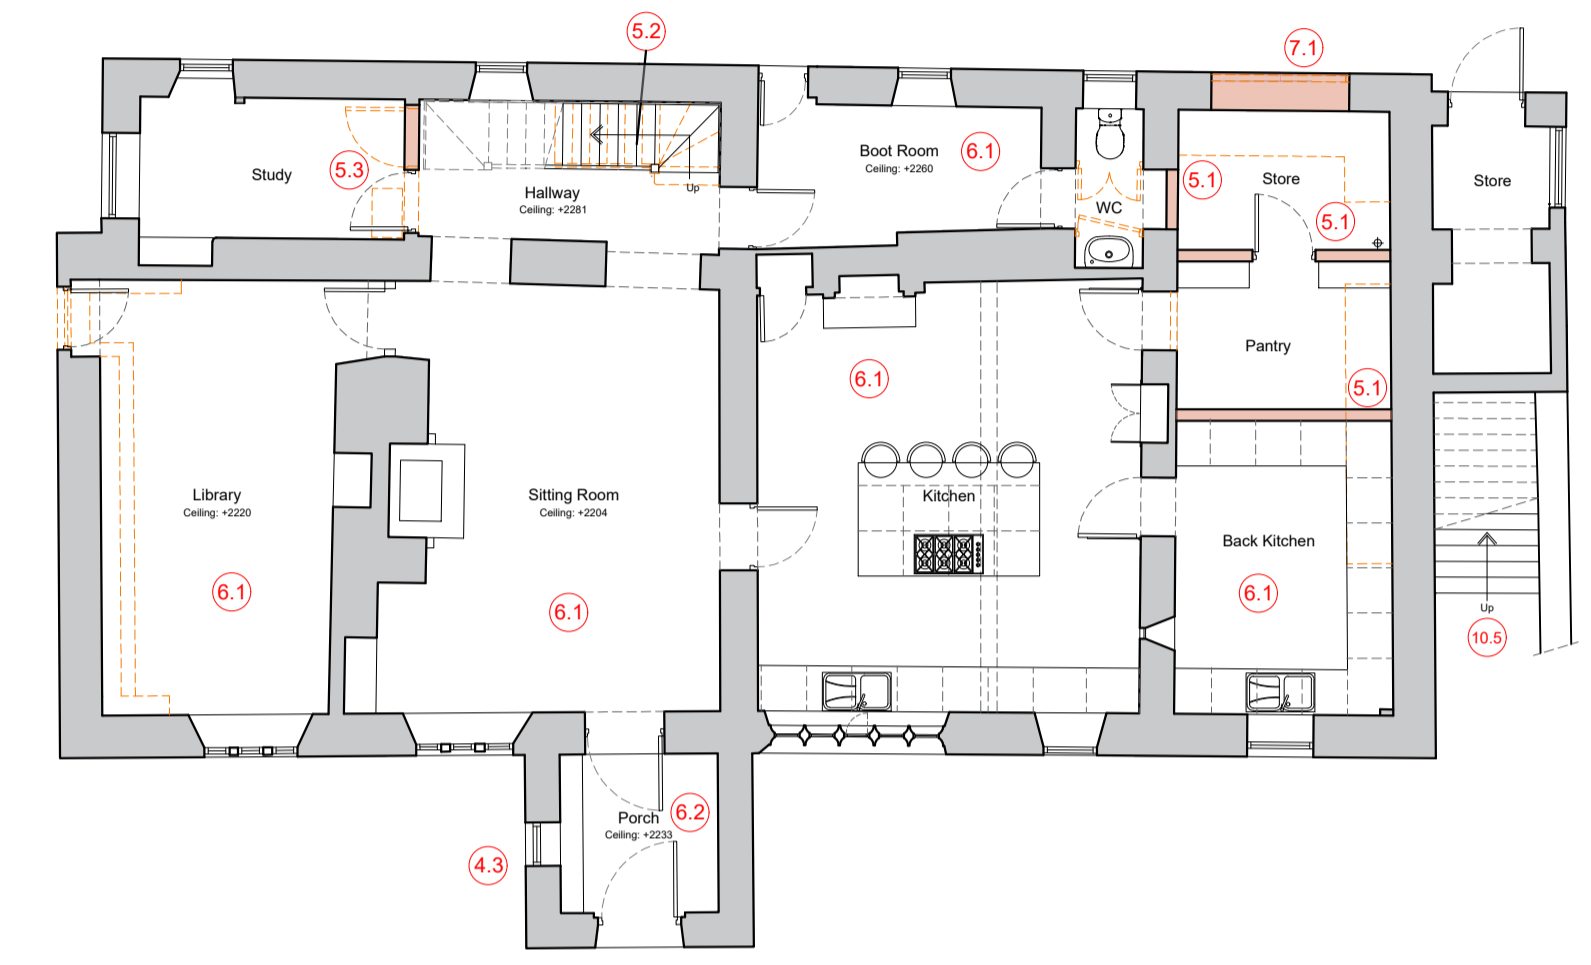 5.2
7.1
Study
5.3
Hallway
Ceiling: +2281
Up
Boot Room
Ceiling: +2260
6.1
WC
5.1
Store
5.1
Store
Pantry
5.1
6.1
Library
Ceiling: +2220
Sitting Room
Ceiling: +2204
Kitchen
Back Kitchen
6.1
6.1
6.1
Up
10.5
Porch
Ceiling: +2233
6.2
4.3